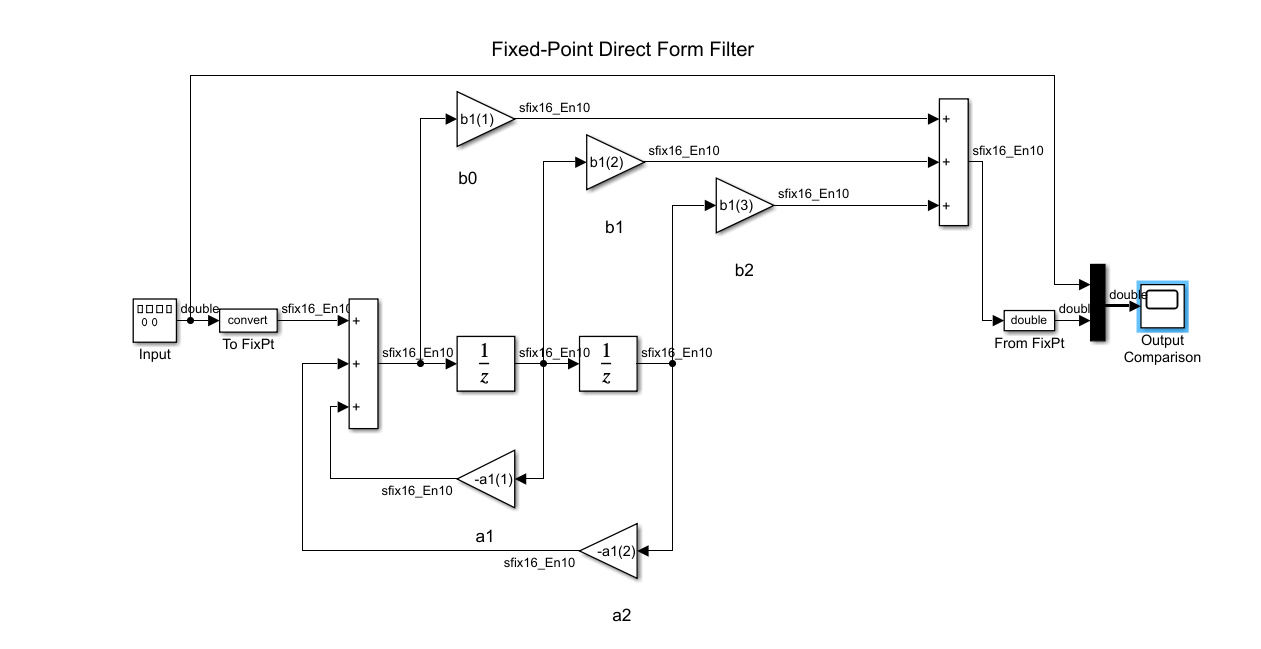 Fixed-Point Direct Form Filter
b1(1)
sfix16_En10
b0
b1(2)
sfix16_En10
b1
b1(3)
sfix16_En10
b2
+
+
+
sfix16_En10
0 0
Input
double
convert
To FixPt
sfix16_En10
+
+
+
sfix16_En10
1
z
sfix16_En10
1
z
sfix16_En10
double
From FixPt
double
double
Output
Comparison
-a1(1)
sfix16_En10
a1
-a1(2)
sfix16_En10
a2